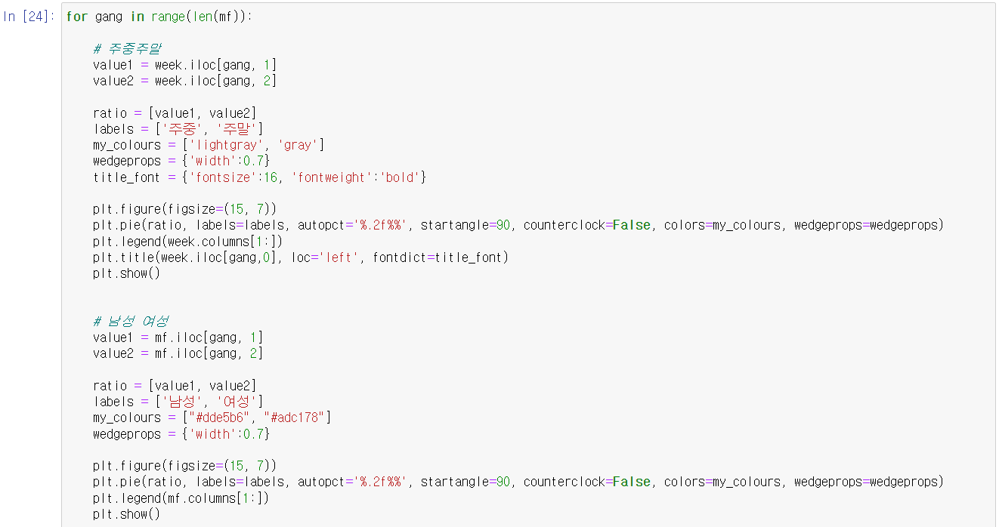 In [24]: for gang in range(len(mf)):
# 주중주말
value1 = week.iloc[gang, 1]
value2 = week.iloc[gang, 2]
ratio = [value1, value2]
labels = ['주중', '주말']
my_colours = ['lightgray', 'gray']
wedgeprops = {'width':0.7}
title_font = {'fontsize':16, 'fontweight':'bold'}
plt.figure(figsize=(15, 7))
plt.pie(ratio, labels=labels, autopct='%.2f%%', startangle=90, counterclock=False, colors=my_colours, wedgeprops=wedgeprops)
plt.legend(week.columns[1:])
plt.title(week.iloc[gang,0], loc='left', fontdict=title_font)
plt.show()
# 남성 여성
value1 = mf.iloc[gang, 1]
value2 = mf.iloc[gang, 2]
ratio = [value1, value2]
labels = ['남성', '여성']
my_colours = ["#dde5b6", "#adc178"]
wedgeprops = {'width':0.7}
plt.figure(figsize=(15, 7))
plt.pie(ratio, labels=labels, autopct='%.2f%%', startangle=90, counterclock=False, colors=my_colours, wedgeprops=wedgeprops)
plt.legend(mf.columns[1:])
plt.show()